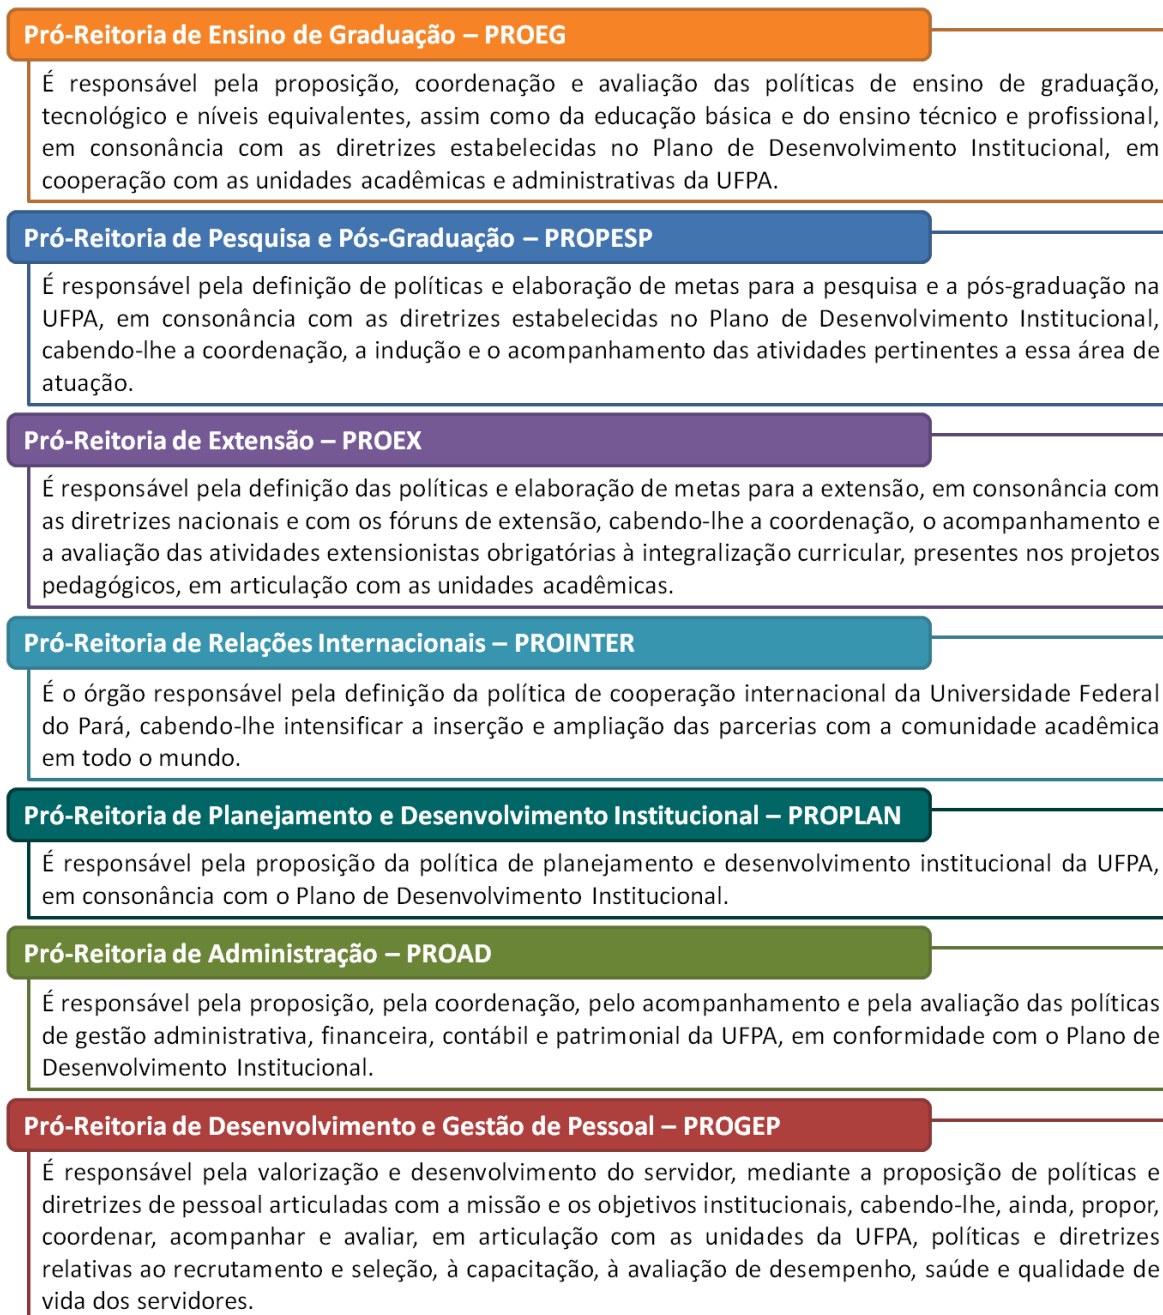 Pró-Reitoria de Ensino de Graduação – PROEG
É responsável pela proposição, coordenação e avaliação das políticas de ensino de graduação,
tecnológico e níveis equivalentes, assim como da educação básica e do ensino técnico e profissional,
em consonância com as diretrizes estabelecidas no Plano de Desenvolvimento Institucional, em
cooperação com as unidades acadêmicas e administrativas da UFPA.
Pró-Reitoria de Pesquisa e Pós-Graduação – PROPESP
É responsável pela definição de políticas e elaboração de metas para a pesquisa e a pós-graduação na
UFPA, em consonância com as diretrizes estabelecidas no Plano de Desenvolvimento Institucional,
cabendo-lhe a coordenação, a indução e o acompanhamento das atividades pertinentes a essa área de
atuação.
Pró-Reitoria de Extensão – PROEX
É responsável pela definição das políticas e elaboração de metas para a extensão, em consonância com
as diretrizes nacionais e com os fóruns de extensão, cabendo-lhe a coordenação, o acompanhamento e
a avaliação das atividades extensionistas obrigatórias à integralização curricular, presentes nos projetos
pedagógicos, em articulação com as unidades acadêmicas.
Pró-Reitoria de Relações Internacionais – PROINTER
É o órgão responsável pela definição da política de cooperação internacional da Universidade Federal
do Pará, cabendo-lhe intensificar a inserção e ampliação das parcerias com a comunidade acadêmica
em todo o mundo.
Pró-Reitoria de Planejamento e Desenvolvimento Institucional – PROPLAN
É responsável pela proposição da política de planejamento e desenvolvimento institucional da UFPA,
em consonância com o Plano de Desenvolvimento Institucional.
Pró-Reitoria de Administração – PROAD
É responsável pela proposição, pela coordenação, pelo acompanhamento e pela avaliação das políticas
de gestão administrativa, financeira, contábil e patrimonial da UFPA, em conformidade com o Plano de
Desenvolvimento Institucional.
Pró-Reitoria de Desenvolvimento e Gestão de Pessoal – PROGEP
É responsável pela valorização e desenvolvimento do servidor, mediante a proposição de políticas e
diretrizes de pessoal articuladas com a missão e os objetivos institucionais, cabendo-lhe, ainda, propor,
coordenar, acompanhar e avaliar, em articulação com as unidades da UFPA, políticas e diretrizes
relativas ao recrutamento e seleção, à capacitação, à avaliação de desempenho, saúde e qualidade de
vida dos servidores.